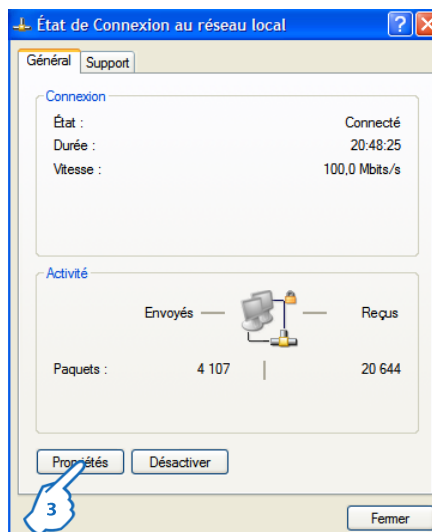 État de Connexion au réseau local
Général Support
Connexion
État : Connecté
Durée : 20:48:25
Vitesse : 100,0 Mbits/s
Activité
Envoyés Reçus
Paquets : 4 107 20 644
Propriétés Désactiver
3
Fermer